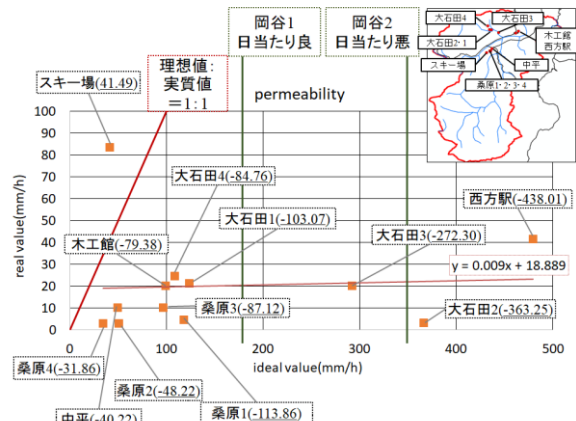 岡谷1
日当たり良
岡谷2
日当たり悪
大石田4
大石田3
大石田2・1
木工館
西方駅
スキー場
中平
桑原1・2・3・4
スキー場(41.49)
理想値:
実質値
=1:1
permeability
大石田4(-84.76)
西方駅(-438.01)
大石田1(-103.07)
木工館
(-79.38)
大石田3(-272.30)
y = 0.009x + 18.889
桑原3(-87.12)
大石田2(-363.25)
桑原4(-31.86)
桑原2(-48.22)
中平(-40.22)
桑原1(-113.86)
real value(mm/h)
100
90
80
70
60
50
40
30
20
10
0
0
100
200
300
400
500
ideal value(mm/h)